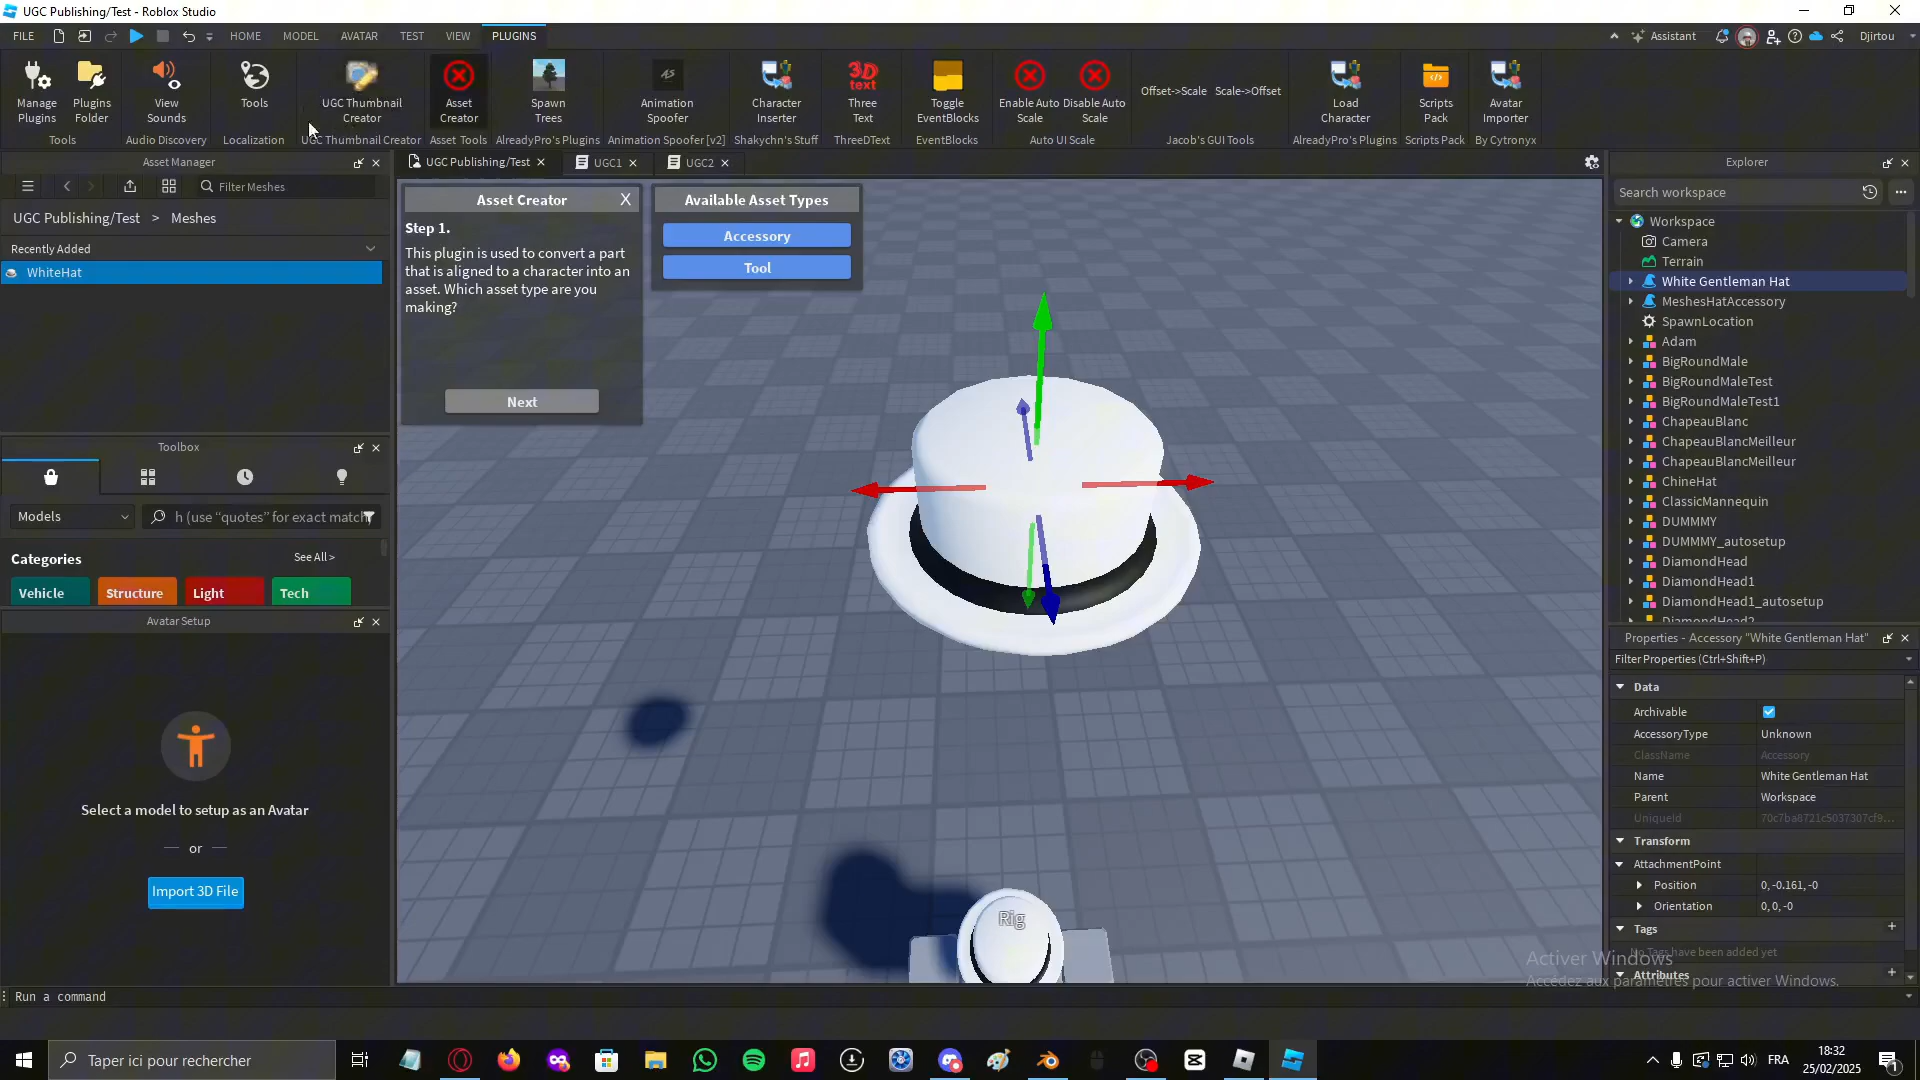 UGC Publishing/Test - Roblox Studio
FILE HOME MODEL AVATAR TEST VIEW PLUGINS Assistant Djirtou
Manage Plugins
Plugins Folder
Tools
View Sounds
Audio Discovery
Tools
Localization
UGC Thumbnail Creator
UGC Thumbnail Creator
Asset Creator
Asset Tools
Spawn Trees
AlreadyPro's Plugins
Animation Spoofer
Animation Spoofer [v2]
Character Inserter
Shakychn's Stuff
3D text
Three Text
ThreeDText
Toggle EventBlocks
EventBlocks
Enable Auto Scale
Disable Auto Scale
Auto UI Scale
Offset->Scale Scale->Offset
Jacob's GUI Tools
Load Character
AlreadyPro's Plugins
Scripts Pack
Scripts Pack
Avatar Importer
By Cytronyx
Asset Manager
Filter Meshes
UGC Publishing/Test > Meshes
Recently Added
WhiteHat
Toolbox
Models
h (use “quotes” for exact match
Categories See All >
Vehicle Structure Light Tech
Avatar Setup
Select a model to setup as an Avatar
or
Import 3D File
UGC Publishing/Test UGC1 UGC2
Asset Creator X
Step 1.
This plugin is used to convert a part
that is aligned to a character into an
asset. Which asset type are you
making?
Next
Available Asset Types
Accessory
Tool
Rig
Explorer
Search workspace
Workspace
Camera
Terrain
White Gentleman Hat
MeshesHatAccessory
SpawnLocation
Adam
BigRoundMale
BigRoundMaleTest
BigRoundMaleTest1
ChapeauBlanc
ChapeauBlancMeilleur
ChapeauBlancMeilleur
ChineHat
ClassicMannequin
DUMMMY
DUMMMY_autosetup
DiamondHead
DiamondHead1
DiamondHead1_autosetup
DiamondHead2
Properties - Accessory "White Gentleman Hat"
Filter Properties (Ctrl+Shift+P)
Data
Archivable
AccessoryType Unknown
ClassName Accessory
Name White Gentleman Hat
Parent Workspace
UniqueId
Transform
AttachmentPoint
Position 0, -0.161, -0
Orientation 0, 0, -0
Tags
No Tags have been added yet
Attributes
Activer Windows
Accédez aux paramètres pour activer Windows.
Run a command
Taper ici pour rechercher
FRA
18:32
25/02/2025
1